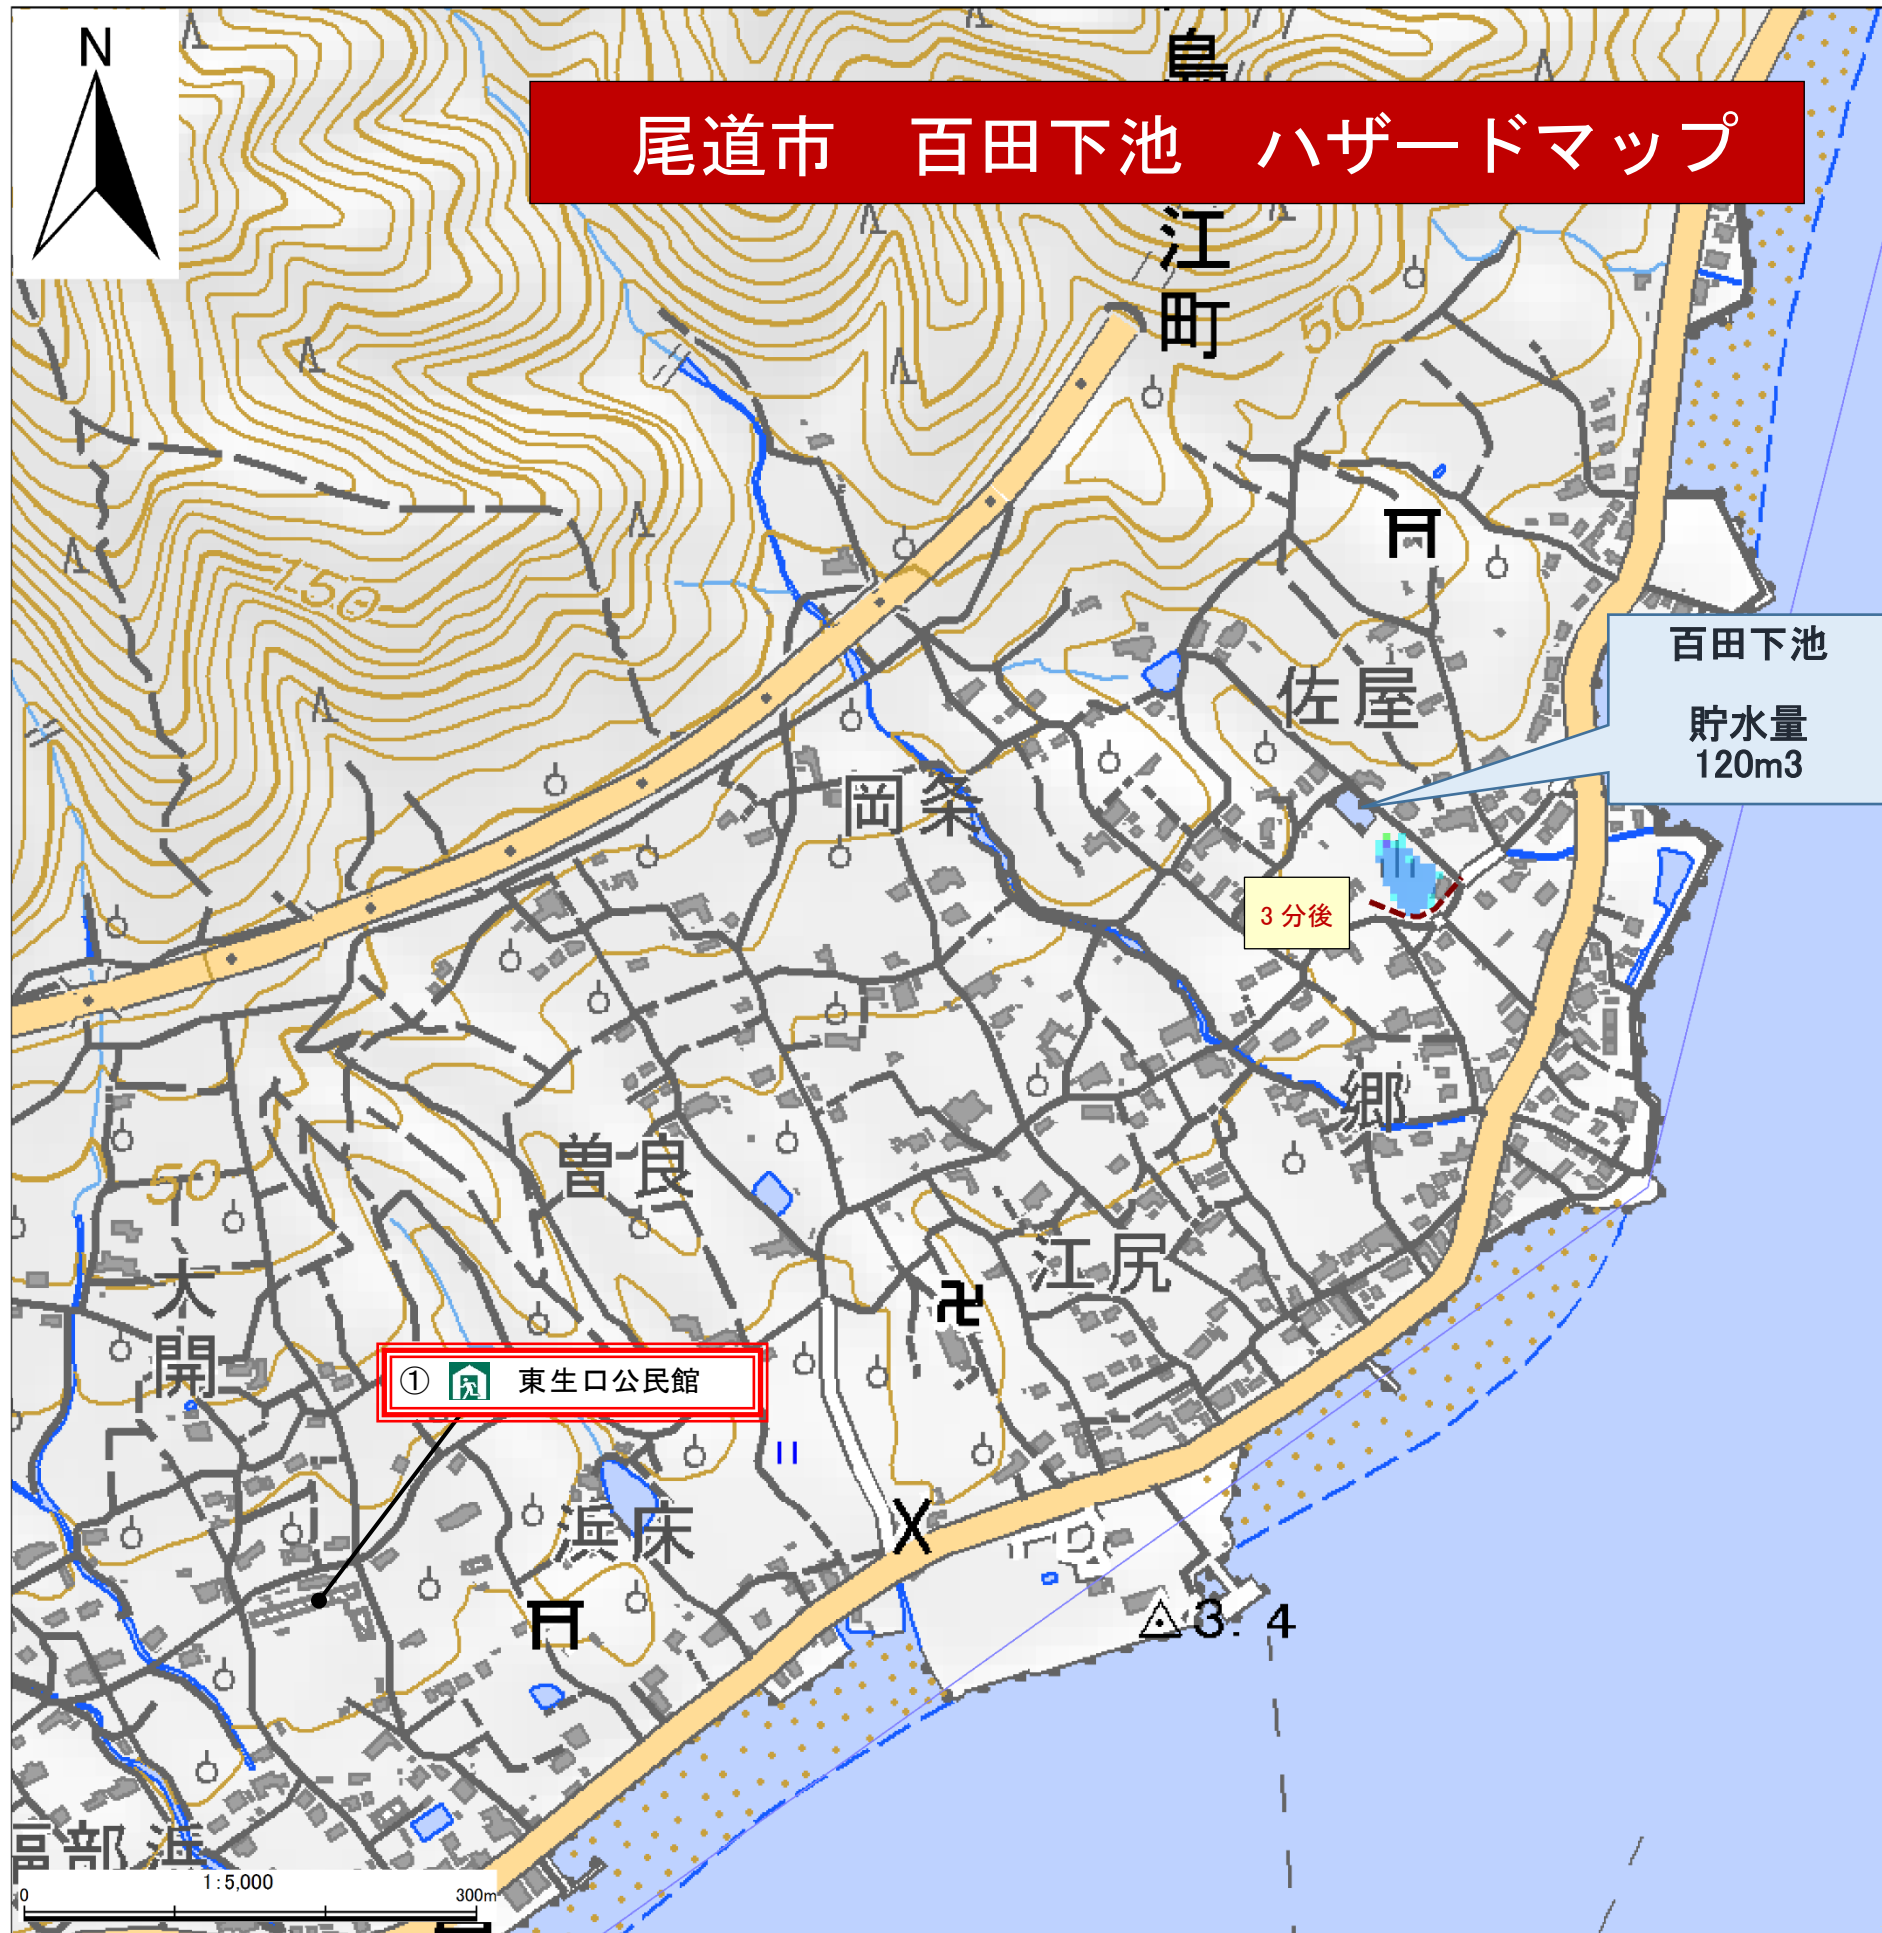 N
島
尾道市　百田下池　ハザードマップ
江
町
50
150
百田下池
貯水量
120m3
佐屋
岡条
3分後
郷
曽良
50
江尻
大
開
① 東生口公民館
浜床
3.4
部浜
1:5,000
0 300m